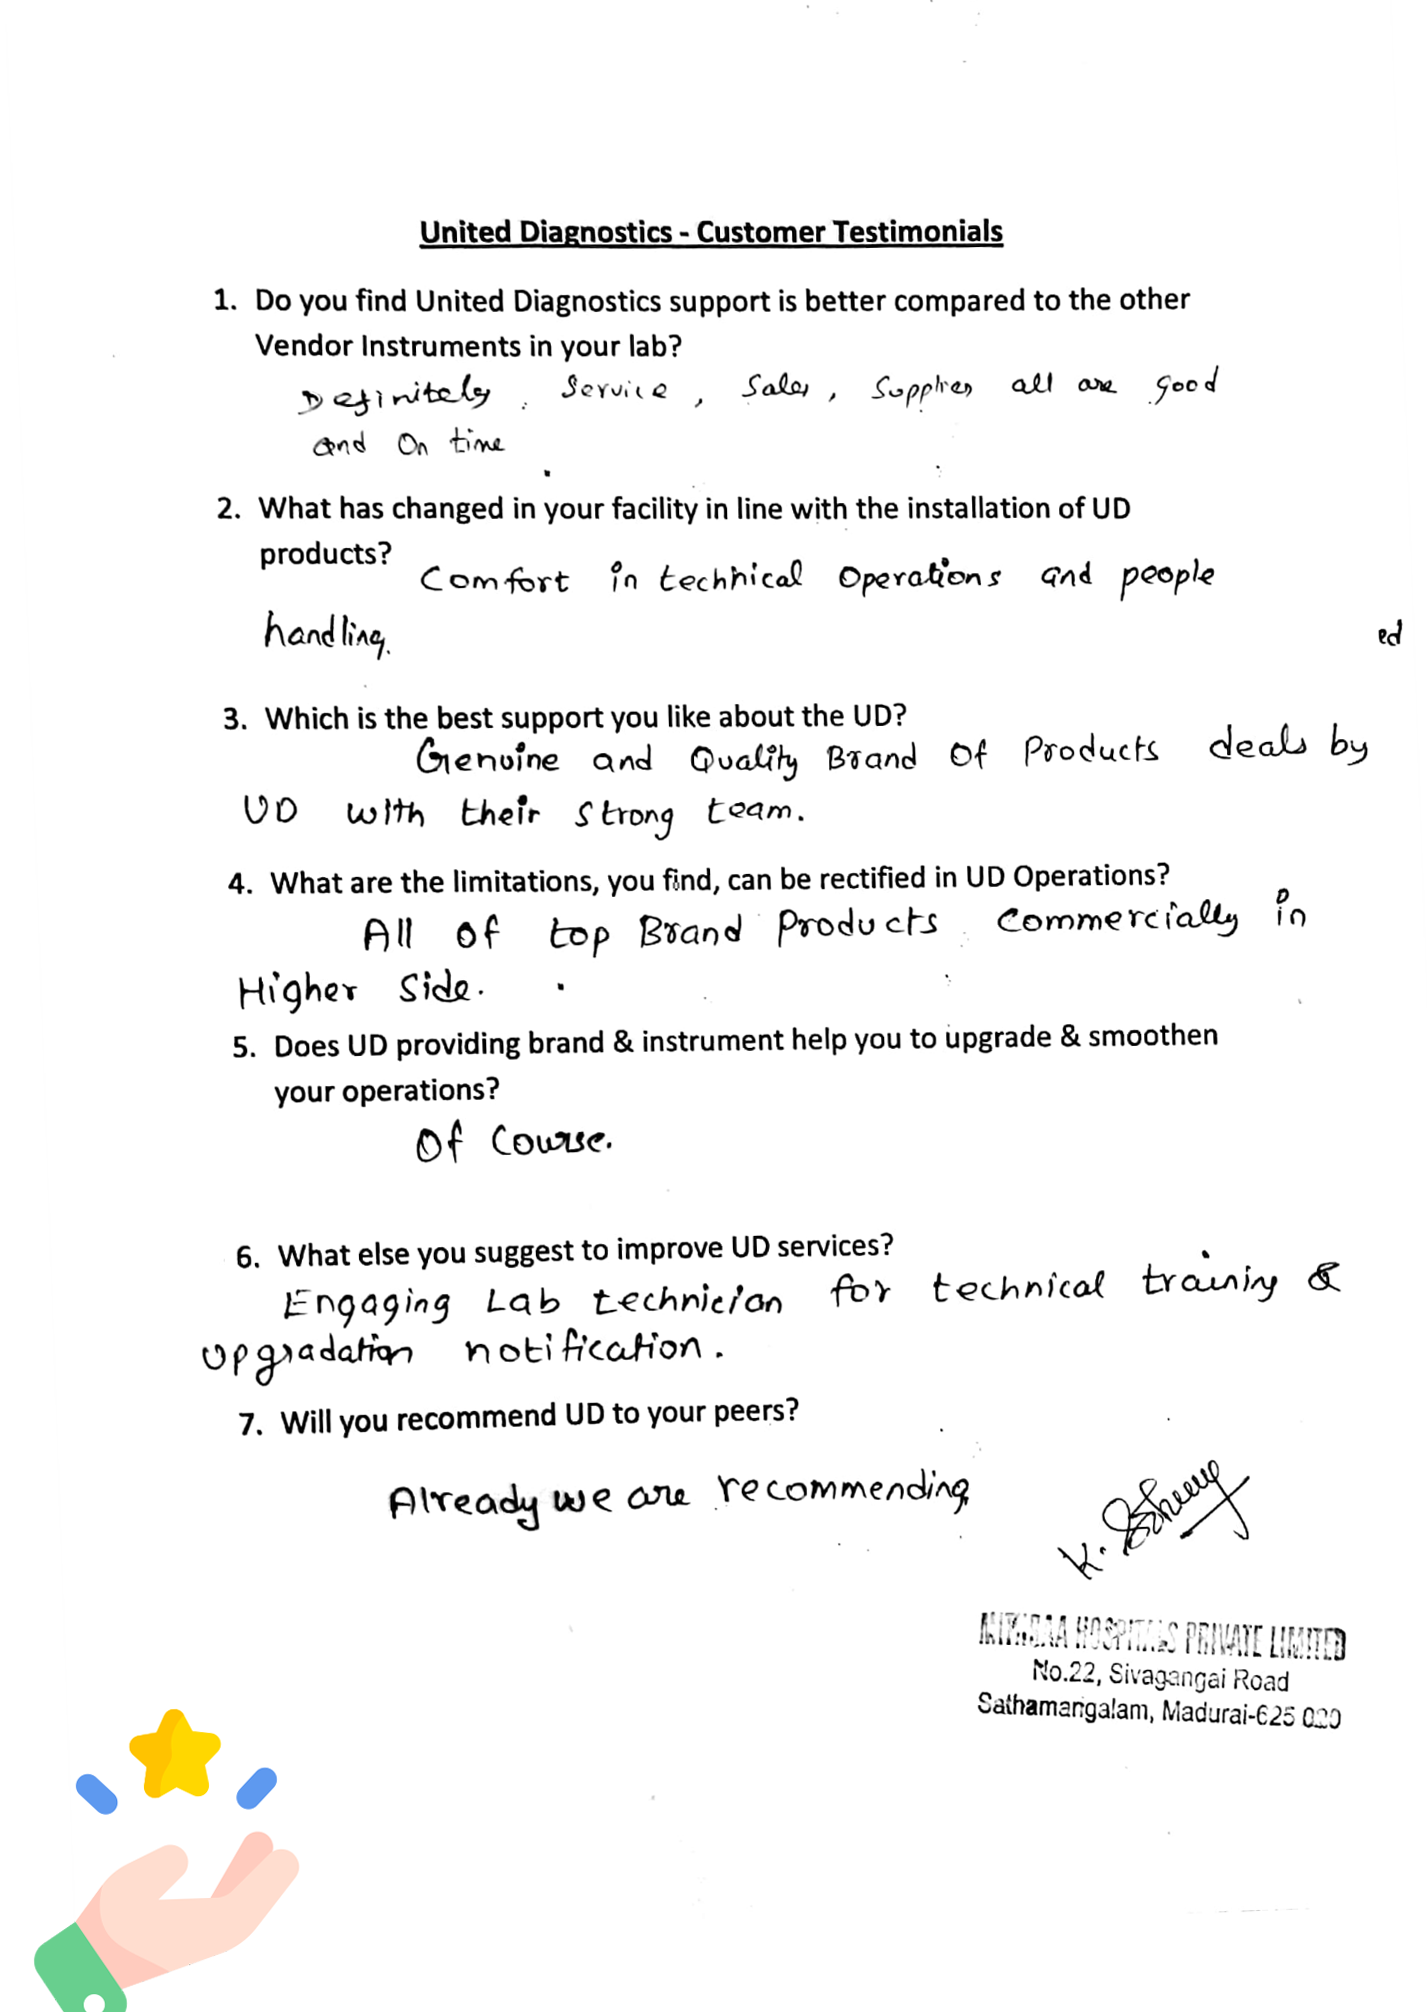 United Diagnostics - Customer Testimonials
1. Do you find United Diagnostics support is better compared to the other
Vendor Instruments in your lab?
Definitely. Service, Sales, Supplies all are good
and On time
2. What has changed in your facility in line with the installation of UD
products?
Comfort in technical Operations and people
handling.
ed
3. Which is the best support you like about the UD?
Genuine and Quality Brand Of Products deals by
UD with their strong team.
4. What are the limitations, you find, can be rectified in UD Operations?
All of top Brand Products Commercially in
Higher Side.
5. Does UD providing brand & instrument help you to upgrade & smoothen
your operations?
Of Course.
6. What else you suggest to improve UD services?
Engaging Lab technician for technical training &
Upgradation notification.
7. Will you recommend UD to your peers?
Already we are recommending
K.
HOSPITALS PRIVATE LIMITED
No.22, Sivagangai Road
Sathamangalam, Madurai-625 020